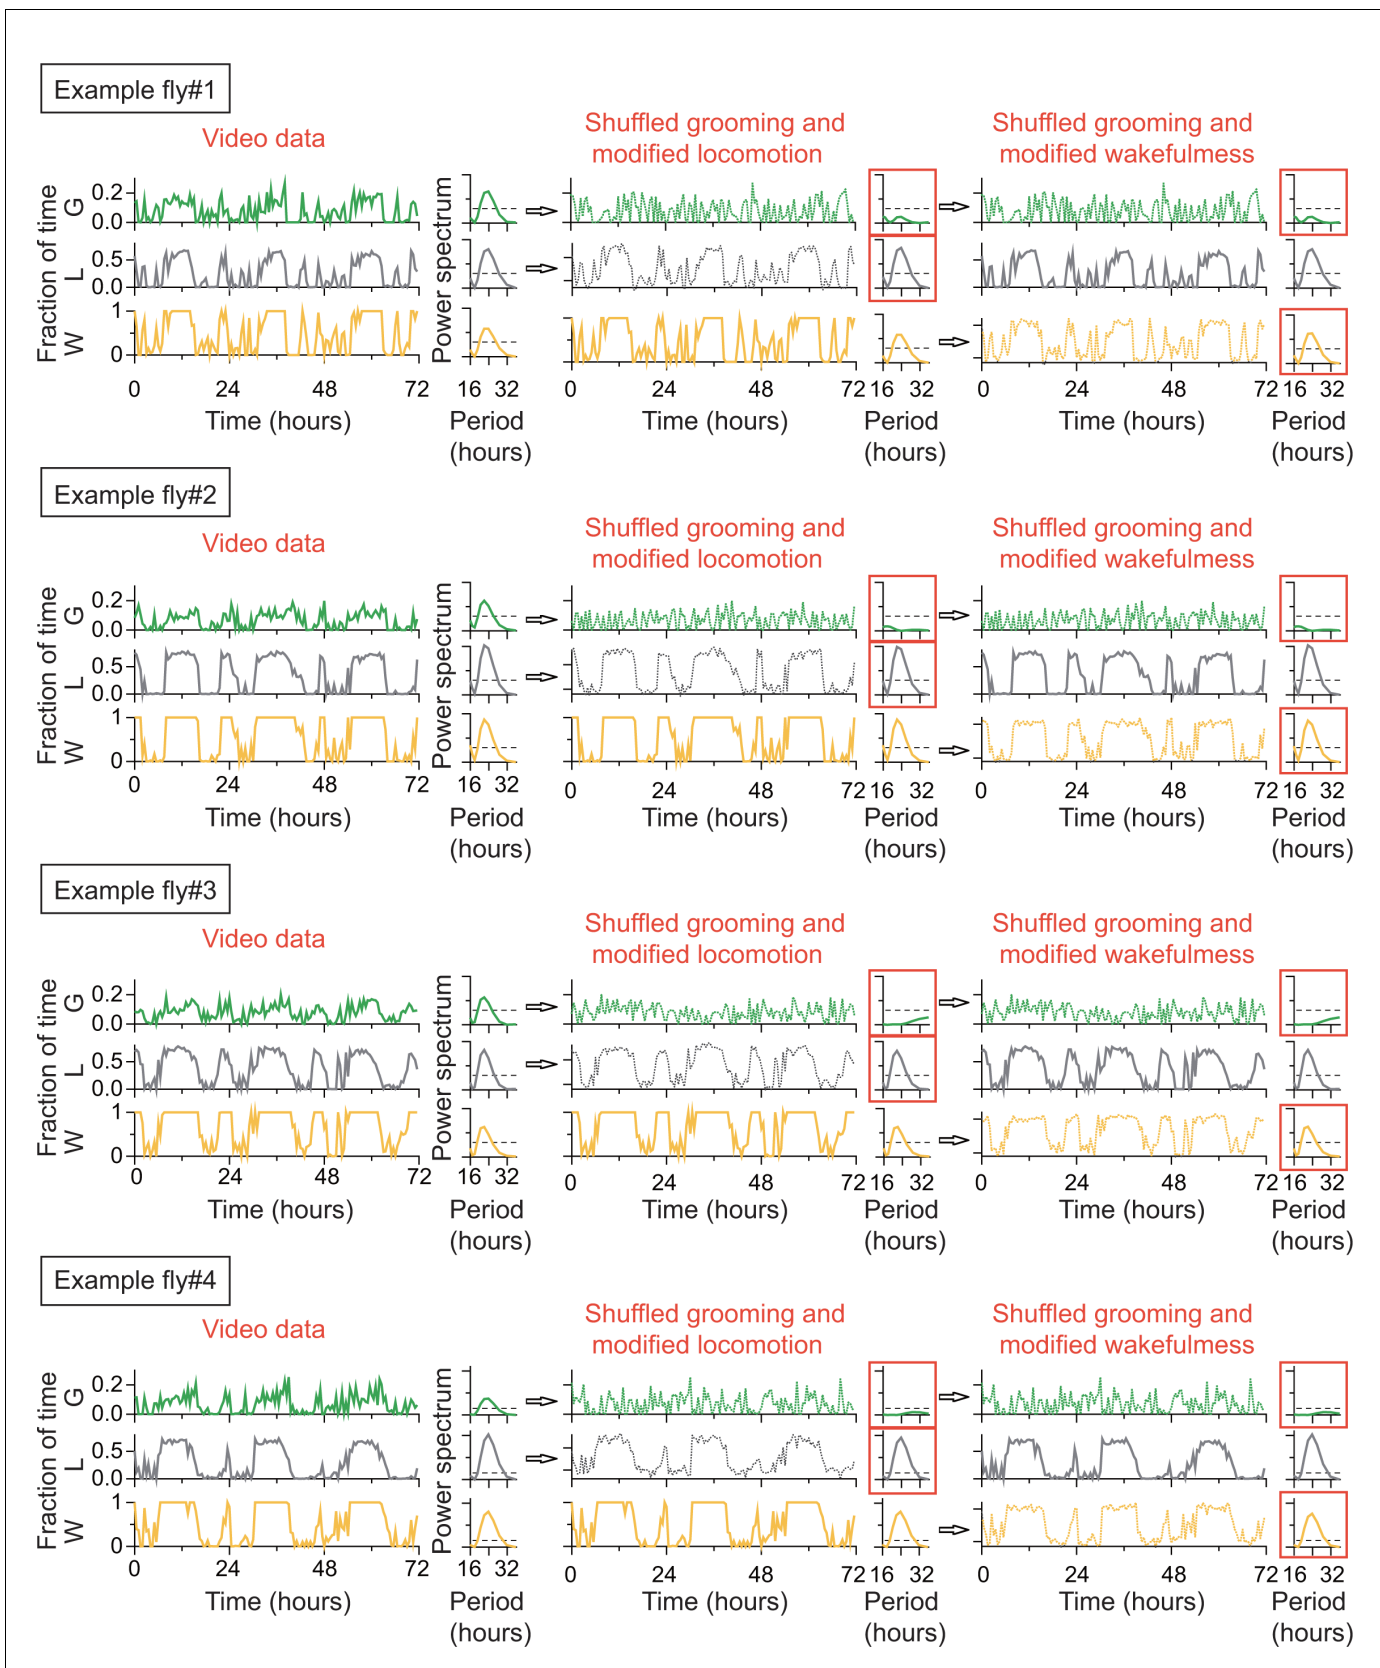 Example fly#1
Video data
Shuffled grooming and
modified locomotion
Shuffled grooming and
modified wakefulmess
Fraction of time
G
L
W
0.2
0.0
0.5
0.0
1
0
0 24 48 72
Time (hours)
Power spectrum
16 32
Period
(hours)
0 24 48 72
Time (hours)
16 32
Period
(hours)
0 24 48 72
Time (hours)
16 32
Period
(hours)
Example fly#2
Video data
Shuffled grooming and
modified locomotion
Shuffled grooming and
modified wakefulmess
Fraction of time
G
L
W
0.2
0.0
0.5
0.0
1
0
0 24 48 72
Time (hours)
Power spectrum
16 32
Period
(hours)
0 24 48 72
Time (hours)
16 32
Period
(hours)
0 24 48 72
Time (hours)
16 32
Period
(hours)
Example fly#3
Video data
Shuffled grooming and
modified locomotion
Shuffled grooming and
modified wakefulmess
Fraction of time
G
L
W
0.2
0.0
0.5
0.0
1
0
0 24 48 72
Time (hours)
Power spectrum
16 32
Period
(hours)
0 24 48 72
Time (hours)
16 32
Period
(hours)
0 24 48 72
Time (hours)
16 32
Period
(hours)
Example fly#4
Video data
Shuffled grooming and
modified locomotion
Shuffled grooming and
modified wakefulmess
Fraction of time
G
L
W
0.2
0.0
0.5
0.0
1
0
0 24 48 72
Time (hours)
Power spectrum
16 32
Period
(hours)
0 24 48 72
Time (hours)
16 32
Period
(hours)
0 24 48 72
Time (hours)
16 32
Period
(hours)